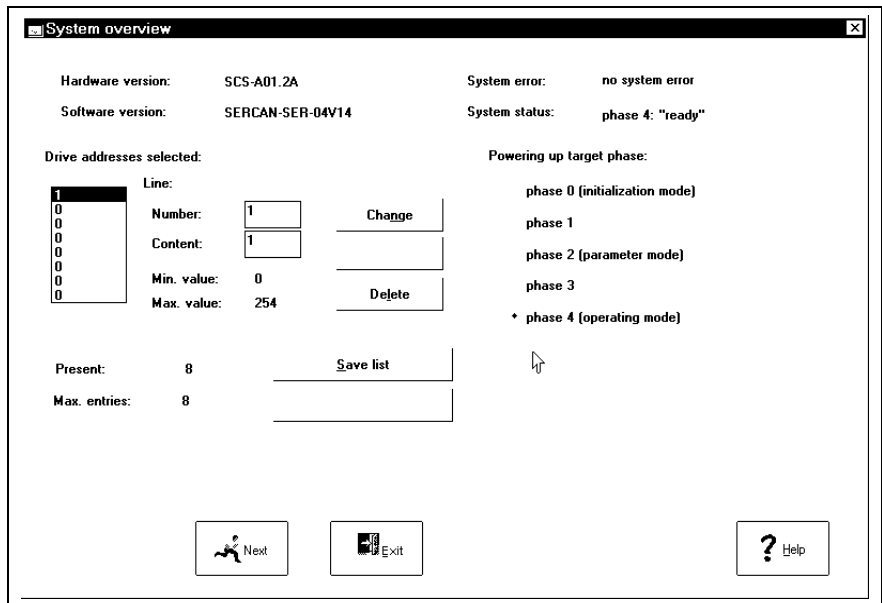 System overview
Hardware version: SCS-A01.2A System error: no system error
Software version: SERCAN-SER-04V14 System status: phase 4: "ready"
Drive addresses selected: Powering up target phase:
Line:
1
0
0
0
0
0
0
0
Number: 1 Change
Content: 1
Min. value: 0
Max. value: 254 Delete
phase 0 (initialization mode)
phase 1
phase 2 (parameter mode)
phase 3
phase 4 (operating mode)
Present: 8 Save list
Max. entries: 8
Next Exit ? Help